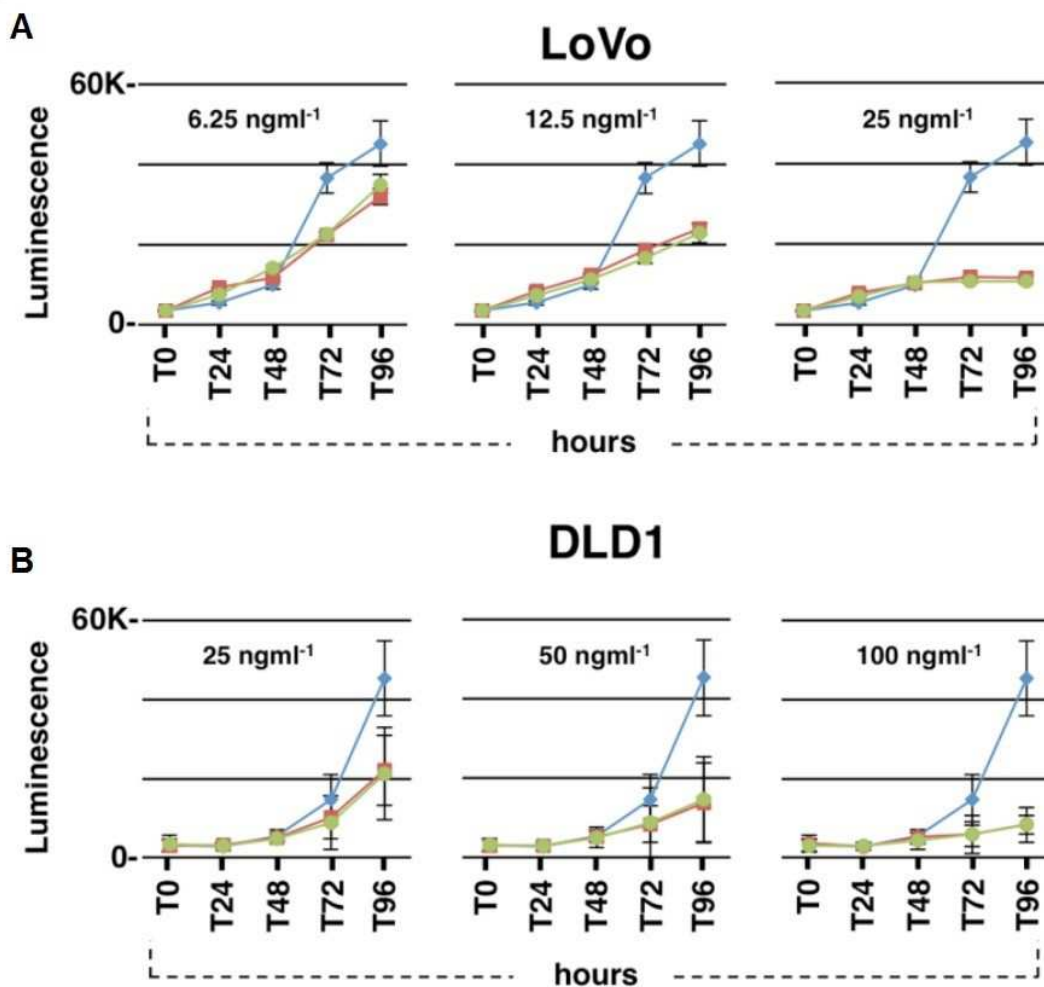 A
LoVo
60K-
6.25 ngml⁻¹
12.5 ngml⁻¹
25 ngml⁻¹
Luminescence
0-
T0 T24 T48 T72 T96
T0 T24 T48 T72 T96
T0 T24 T48 T72 T96
hours
B
DLD1
60K-
25 ngml⁻¹
50 ngml⁻¹
100 ngml⁻¹
Luminescence
0-
T0 T24 T48 T72 T96
T0 T24 T48 T72 T96
T0 T24 T48 T72 T96
hours